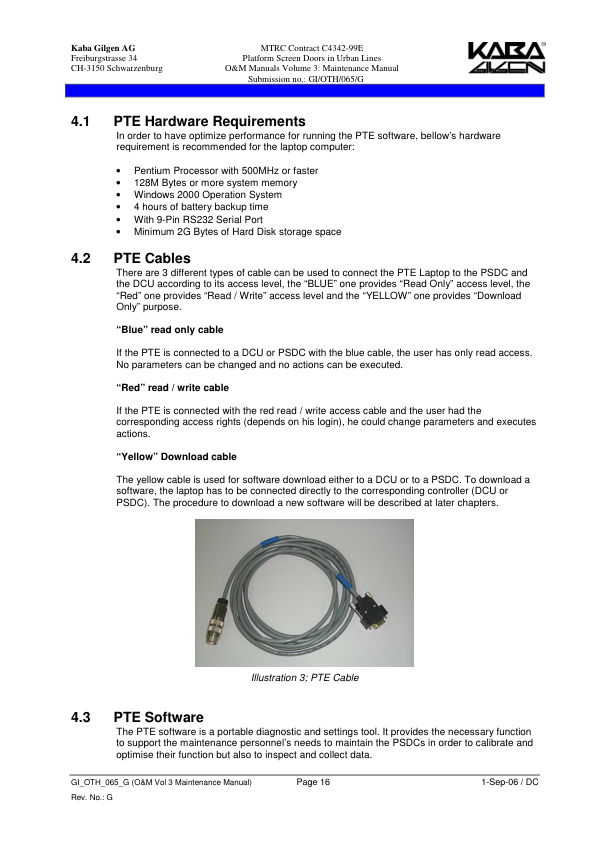 Kaba Gilgen AG
Freiburgstrasse 34
CH-3150 Schwarzenburg
MTRC Contract C4342-99E
Platform Screen Doors in Urban Lines
O&M Manuals Volume 3: Maintenance Manual
Submission no.: GI/OTH/065/G
KABA®
GILGEN
4.1 PTE Hardware Requirements
In order to have optimize performance for running the PTE software, bellow's hardware
requirement is recommended for the laptop computer:
• Pentium Processor with 500MHz or faster
• 128M Bytes or more system memory
• Windows 2000 Operation System
• 4 hours of battery backup time
• With 9-Pin RS232 Serial Port
• Minimum 2G Bytes of Hard Disk storage space
4.2 PTE Cables
There are 3 different types of cable can be used to connect the PTE Laptop to the PSDC and
the DCU according to its access level, the “BLUE” one provides “Read Only” access level, the
“Red” one provides “Read / Write” access level and the “YELLOW” one provides “Download
Only” purpose.
“Blue” read only cable
If the PTE is connected to a DCU or PSDC with the blue cable, the user has only read access.
No parameters can be changed and no actions can be executed.
“Red” read / write cable
If the PTE is connected with the red read / write access cable and the user had the
corresponding access rights (depends on his login), he could change parameters and executes
actions.
“Yellow” Download cable
The yellow cable is used for software download either to a DCU or to a PSDC. To download a
software, the laptop has to be connected directly to the corresponding controller (DCU or
PSDC). The procedure to download a new software will be described at later chapters.
Illustration 3; PTE Cable
4.3 PTE Software
The PTE software is a portable diagnostic and settings tool. It provides the necessary function
to support the maintenance personnel's needs to maintain the PSDCs in order to calibrate and
optimise their function but also to inspect and collect data.
GI_OTH_065_G (O&M Vol 3 Maintenance Manual) Page 16 1-Sep-06 / DC
Rev. No.: G